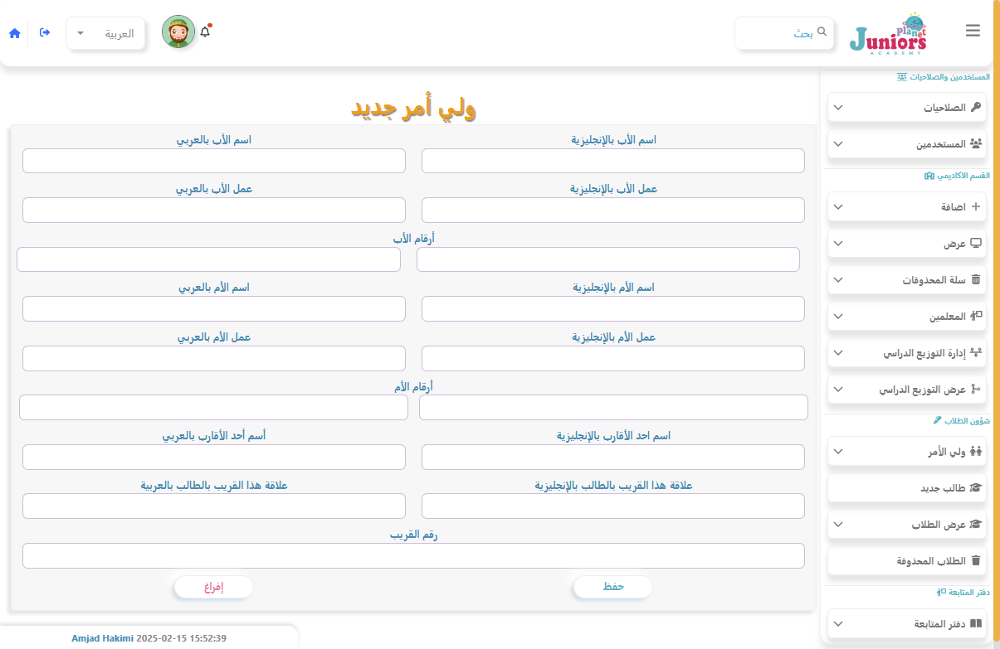 planet
Juniors
ACADEMY
بحث
العربية
المستخدمين والصلاحيات
الصلاحيات
المستخدمين
القسم الاكاديمي
اضافة
عرض
سلة المحذوفات
المعلمين
إدارة التوزيع الدراسي
عرض التوزيع الدراسي
شؤون الطلاب
ولي الأمر
طالب جديد
عرض الطلاب
الطلاب المحذوفة
دفتر المتابعة
دفتر المتابعة
ولي أمر جديد
اسم الأب بالإنجليزية
اسم الأب بالعربي
عمل الأب بالإنجليزية
عمل الأب بالعربي
أرقام الأب
اسم الأم بالإنجليزية
اسم الأم بالعربي
عمل الأم بالإنجليزية
عمل الأم بالعربي
أرقام الأم
اسم احد الأقارب بالإنجليزية
أسم أحد الأقارب بالعربي
علاقة هذا القريب بالطالب بالإنجليزية
علاقة هذا القريب بالطالب بالعربية
رقم القريب
حفظ
إفراغ
Amjad Hakimi 2025-02-15 15:52:39